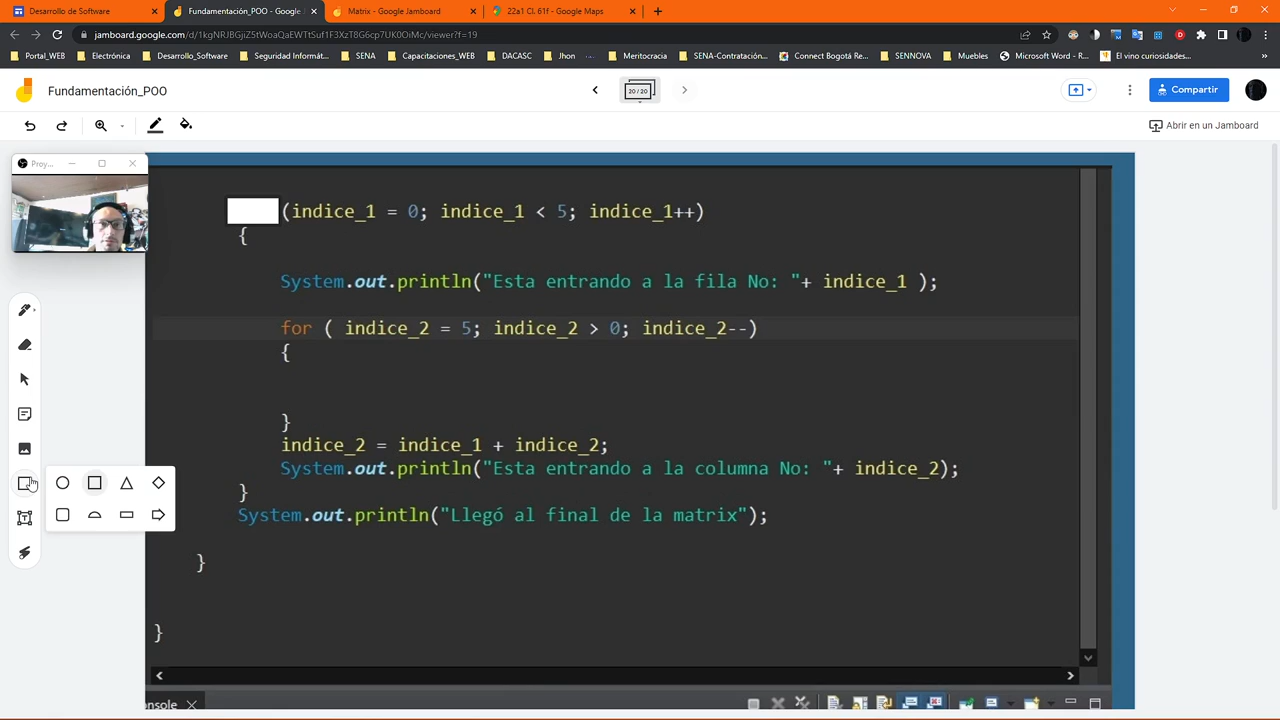 Desarrollo de Software
Fundamentación_POO - Google J
Matrix - Google Jamboard
22a1 Cl. 61f - Google Maps
jamboard.google.com/d/1kgNRJBGjiZ5tWoaQaEWTtSuf1F3XzT8G6cp7UK0OiMc/viewer?f=19
Portal_WEB
Electrónica
Desarrollo_Software
Seguridad Informát...
SENA
Capacitaciones_WEB
DACASC
Jhon
Meritocracia
SENA-Contratación...
Connect Bogotá Re...
SENNOVA
Muebles
Microsoft Word - R...
El vino curiosidades...
Fundamentación_POO
20 / 20
Compartir
Abrir en un Jamboard
Proy...
(indice_1 = 0; indice_1 < 5; indice_1++)
{
System.out.println("Esta entrando a la fila No: "+ indice_1 );
for ( indice_2 = 5; indice_2 > 0; indice_2--)
{
}
indice_2 = indice_1 + indice_2;
System.out.println("Esta entrando a la columna No: "+ indice_2);
}
System.out.println("Llegó al final de la matrix");
}
}
nsole